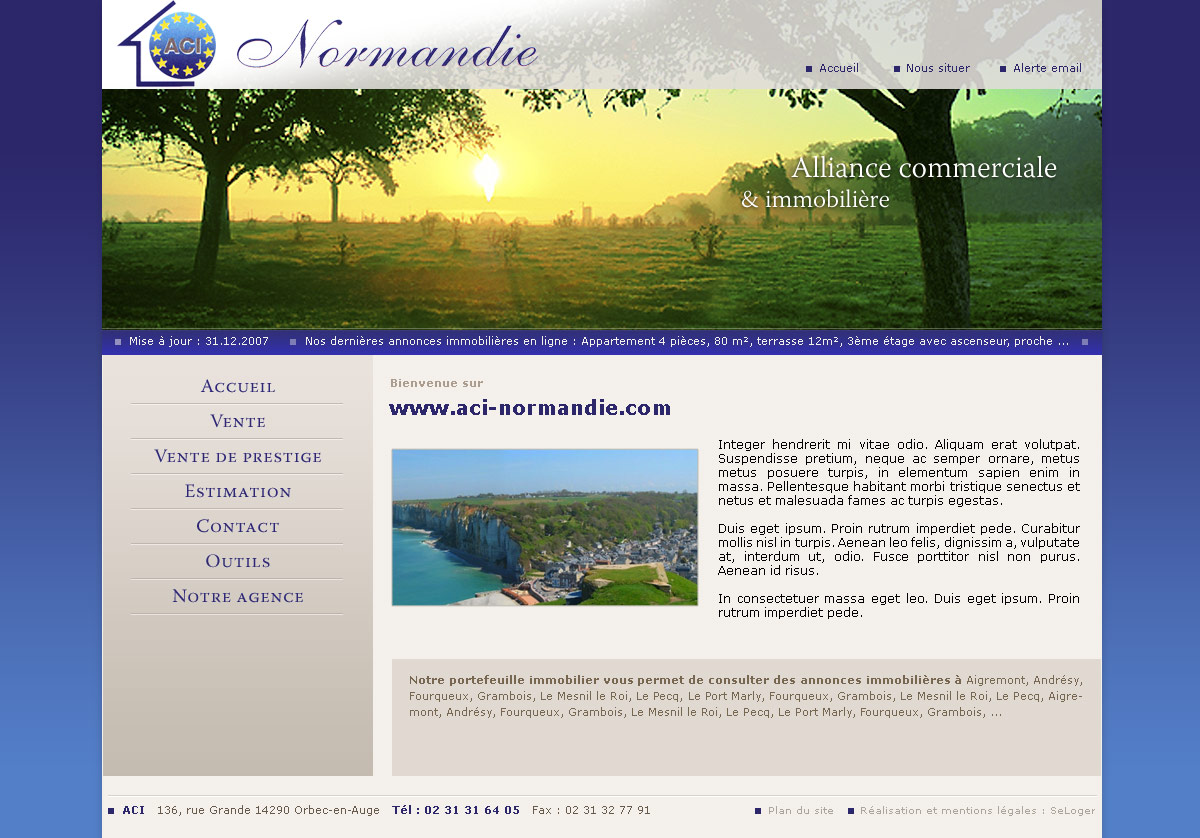 ACI
Normandie
Accueil
Nous situer
Alerte email
Alliance commerciale
& immobilière
Mise à jour : 31.12.2007
Nos dernières annonces immobilières en ligne : Appartement 4 pièces, 80 m², terrasse 12m², 3ème étage avec ascenseur, proche ...
Accueil
Vente
Vente de prestige
Estimation
Contact
Outils
Notre agence
Bienvenue sur
www.aci-normandie.com
Integer hendrerit mi vitae odio. Aliquam erat volutpat.
Suspendisse pretium, neque ac semper ornare, metus
metus posuere turpis, in elementum sapien enim in
massa. Pellentesque habitant morbi tristique senectus et
netus et malesuada fames ac turpis egestas.
Duis eget ipsum. Proin rutrum imperdiet pede. Curabitur
mollis nisl in turpis. Aenean leo felis, dignissim a, vulputate
at, interdum ut, odio. Fusce porttitor nisl non purus.
Aenean id risus.
In consectetuer massa eget leo. Duis eget ipsum. Proin
rutrum imperdiet pede.
Notre portefeuille immobilier vous permet de consulter des annonces immobilières à Aigremont, Andrésy,
Fourqueux, Grambois, Le Mesnil le Roi, Le Pecq, Le Port Marly, Fourqueux, Grambois, Le Mesnil le Roi, Le Pecq, Aigre-
mont, Andrésy, Fourqueux, Grambois, Le Mesnil le Roi, Le Pecq, Le Port Marly, Fourqueux, Grambois, ...
ACI 136, rue Grande 14290 Orbec-en-Auge Tél : 02 31 31 64 05 Fax : 02 31 32 77 91
Plan du site
Réalisation et mentions légales : SeLoger